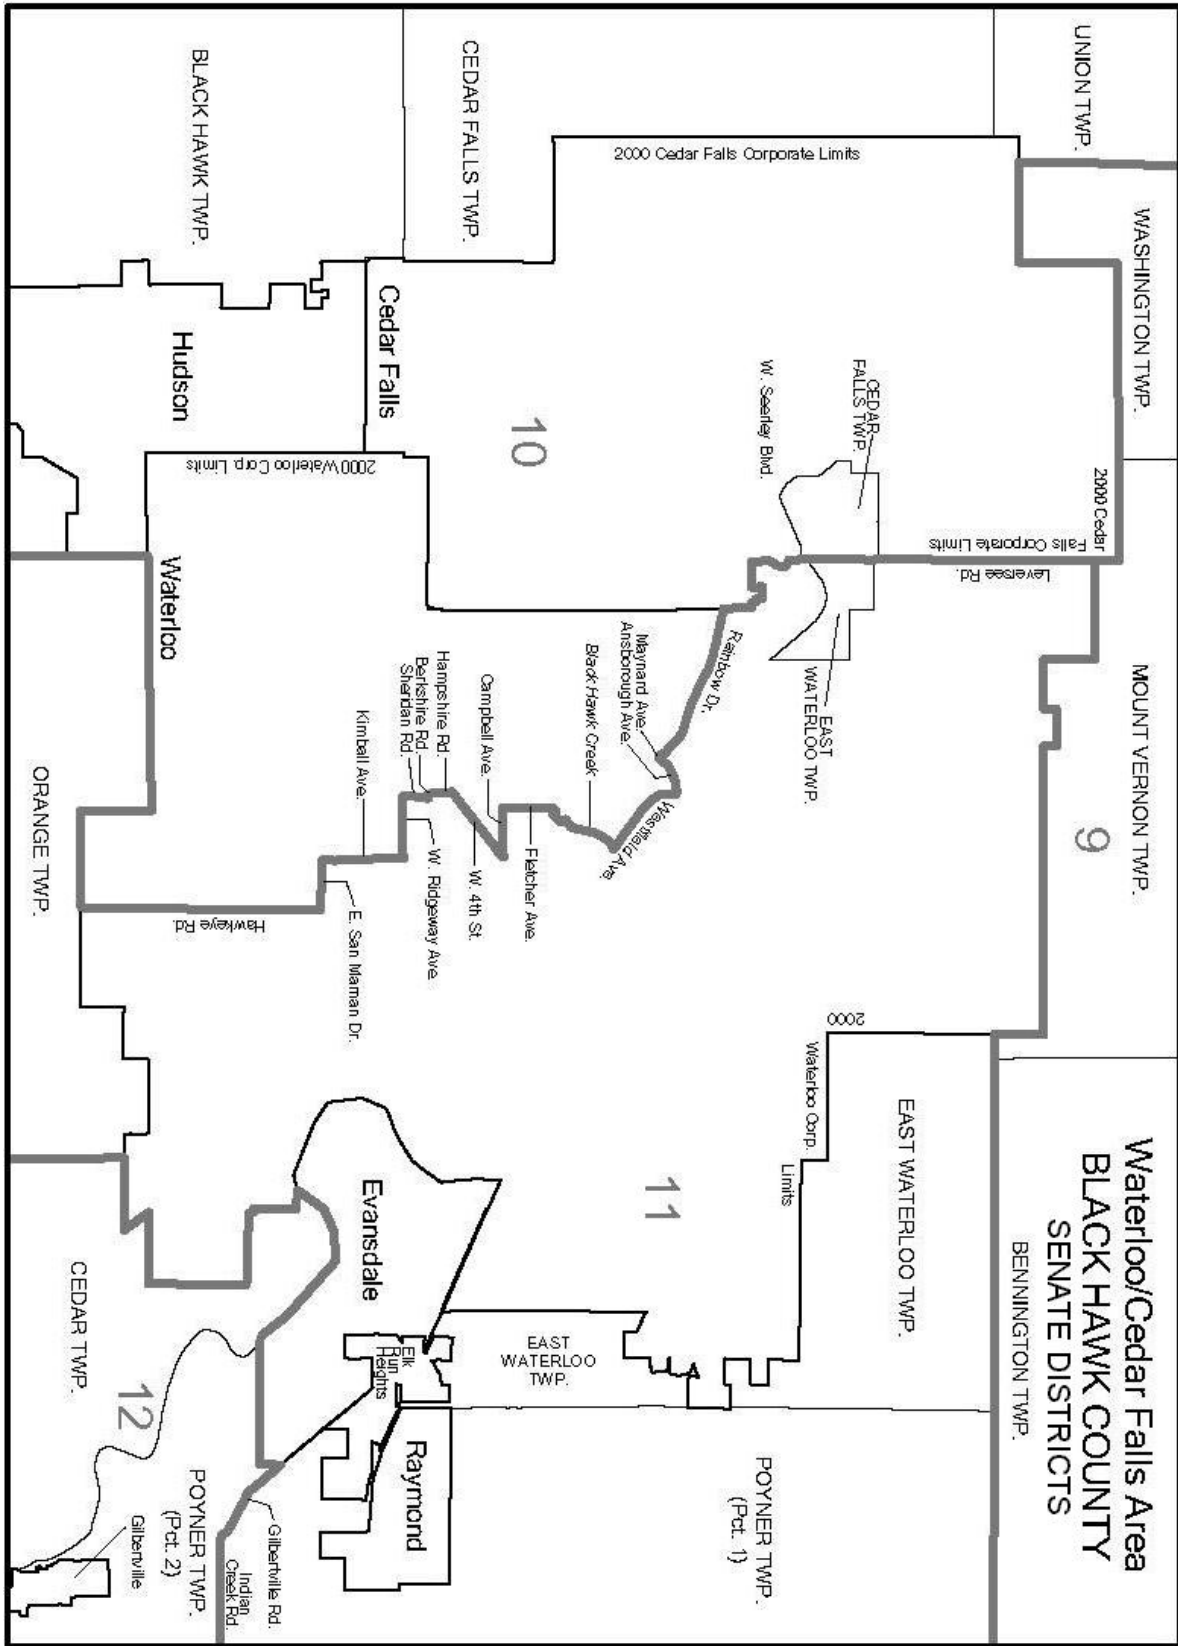 Waterloo/Cedar Falls Area
BLACK HAWK COUNTY
SENATE DISTRICTS
UNION TWP.
WASHINGTON TWP.
MOUNT VERNON TWP.
9
BENNINGTON TWP.
2000 Cedar Falls Corporate Limits
2000 Cedar
Falls Corporate Limits
Leversee Rd.
CEDAR
FALLS TWP.
W. Seerley Blvd.
EAST
WATERLOO TWP.
2000
Waterloo Corp.
Limits
EAST WATERLOO TWP.
CEDAR FALLS TWP.
10
Rainbow Dr.
Maynard Ave.
Ansborough Ave.
Westfield Ave.
Black Hawk Creek
11
POYNER TWP.
(Pct. 1)
EAST
WATERLOO
TWP.
Fletcher Ave.
Campbell Ave.
W. 4th St.
Hampshire Rd.
Berkshire Rd.
Sheridan Rd.
W. Ridgeway Ave.
Kimball Ave.
E. San Marnan Dr.
Hawkeye Rd.
Cedar Falls
BLACK HAWK TWP.
Hudson
2000 Waterloo Corp. Limits
Waterloo
ORANGE TWP.
Evansdale
Elk
Run
Heights
Raymond
CEDAR TWP.
12
POYNER TWP.
(Pct. 2)
Gilbertville Rd.
Indian
Creek Rd.
Gilbertville